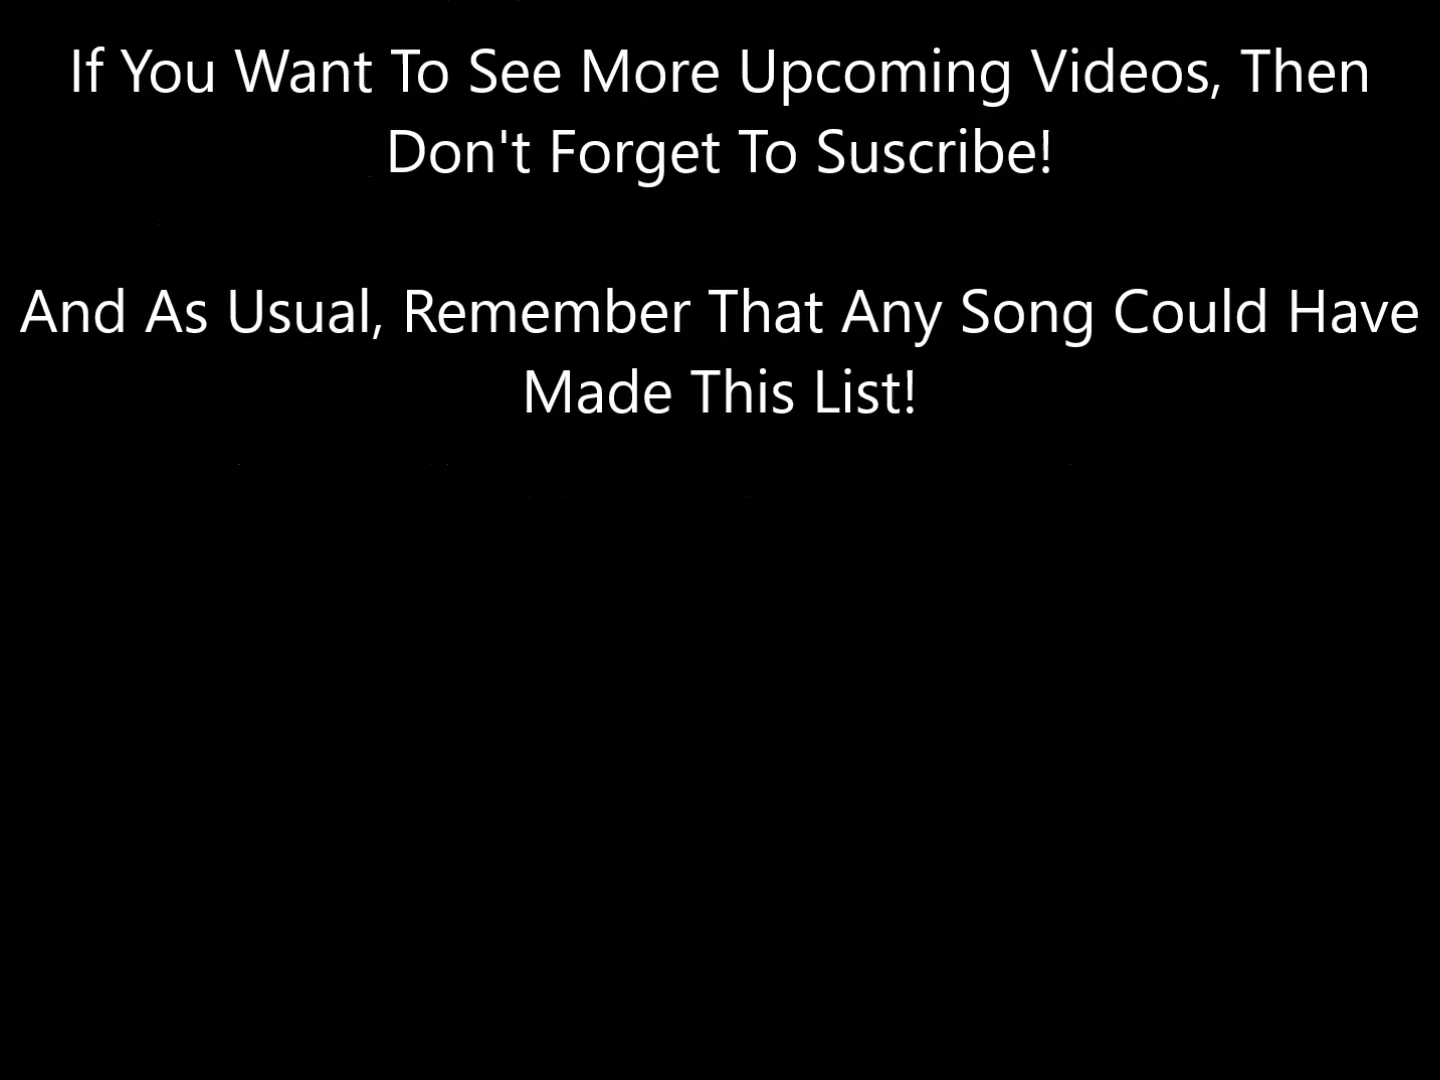 If You Want To See More Upcoming Videos, Then
Don't Forget To Suscribe!
And As Usual, Remember That Any Song Could Have
Made This List!